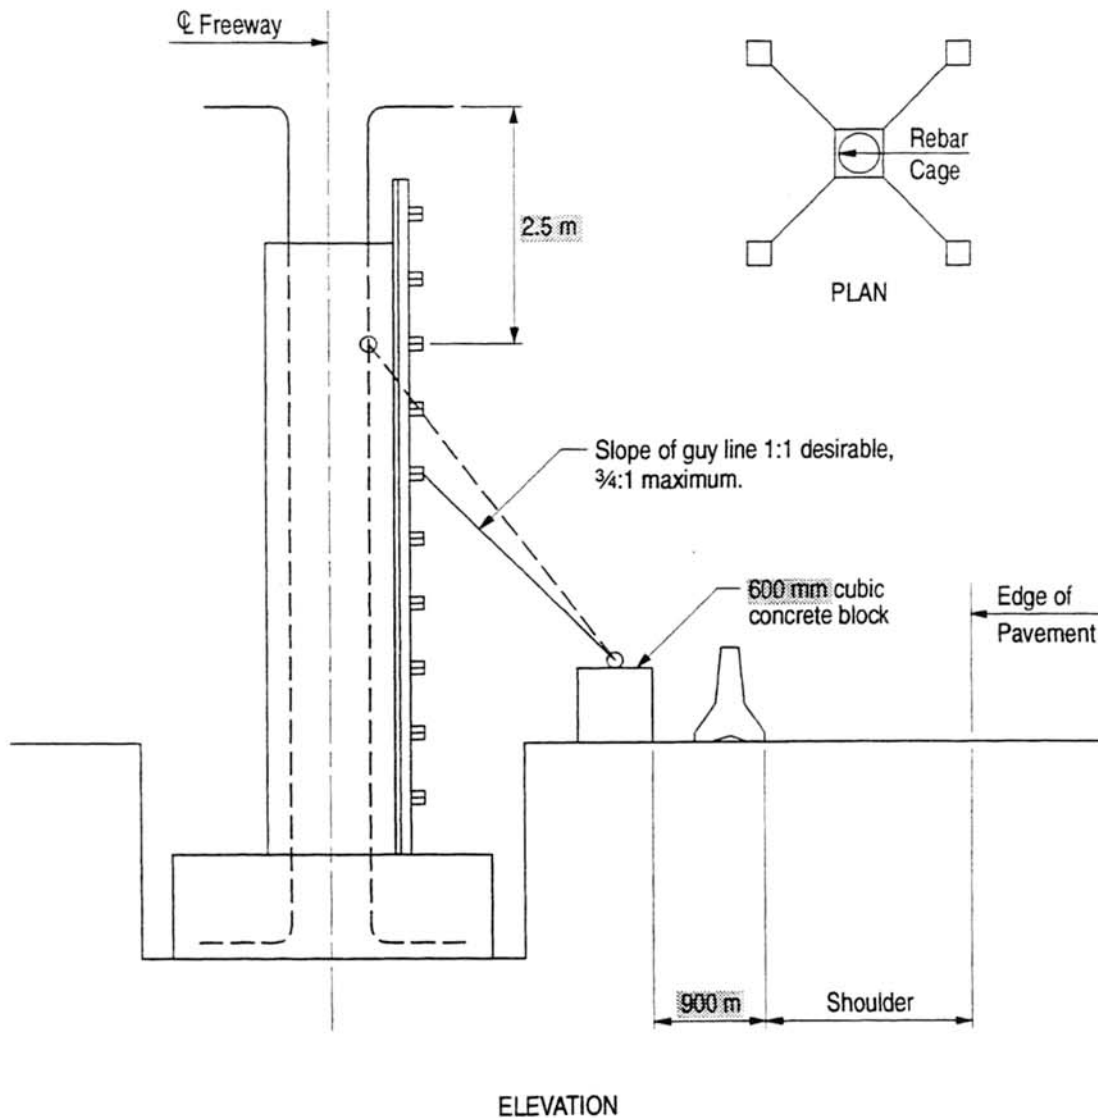 ℄ Freeway
Rebar
Cage
2.5 m
PLAN
Slope of guy line 1:1 desirable,
¾:1 maximum.
600 mm cubic
concrete block
Edge of
Pavement
900 m
Shoulder
ELEVATION